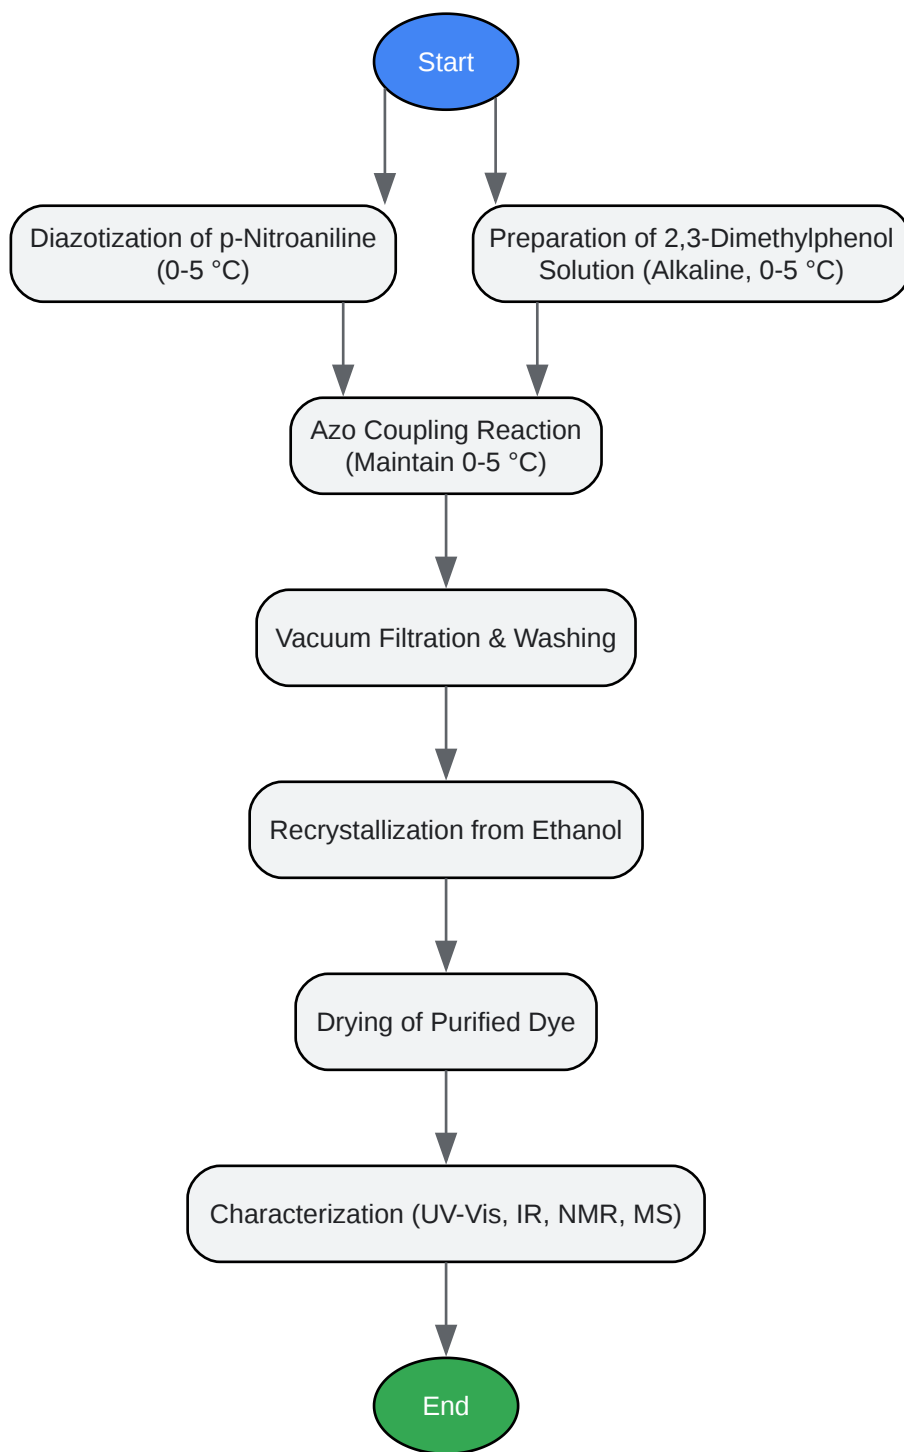 Start
Diazotization of p-Nitroaniline
(0-5 °C)
Preparation of 2,3-Dimethylphenol
Solution (Alkaline, 0-5 °C)
Azo Coupling Reaction
(Maintain 0-5 °C)
Vacuum Filtration & Washing
Recrystallization from Ethanol
Drying of Purified Dye
Characterization (UV-Vis, IR, NMR, MS)
End